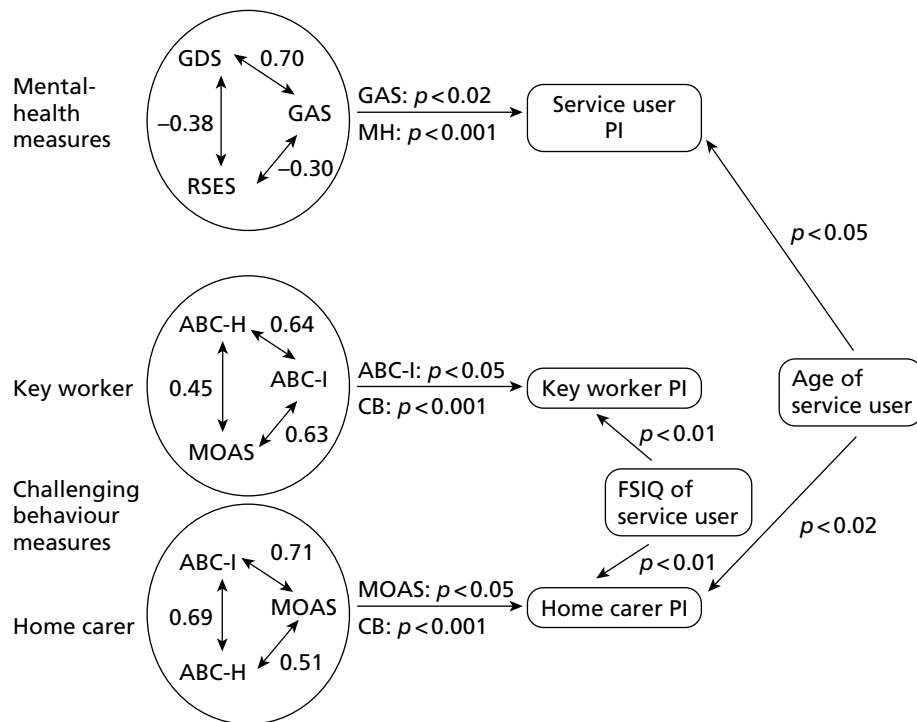 Mental-
health
measures
GDS
0.70
GAS
–0.38
–0.30
RSES
GAS: p<0.02
MH: p<0.001
Service user
PI
p<0.05
Key worker
ABC-H
0.64
ABC-I
0.45
0.63
MOAS
ABC-I: p<0.05
CB: p<0.001
Key worker PI
Age of
service user
p<0.01
FSIQ of
service user
p<0.02
p<0.01
Challenging
behaviour
measures
Home carer
ABC-I
0.71
MOAS
0.69
0.51
ABC-H
MOAS: p<0.05
CB: p<0.001
Home carer PI